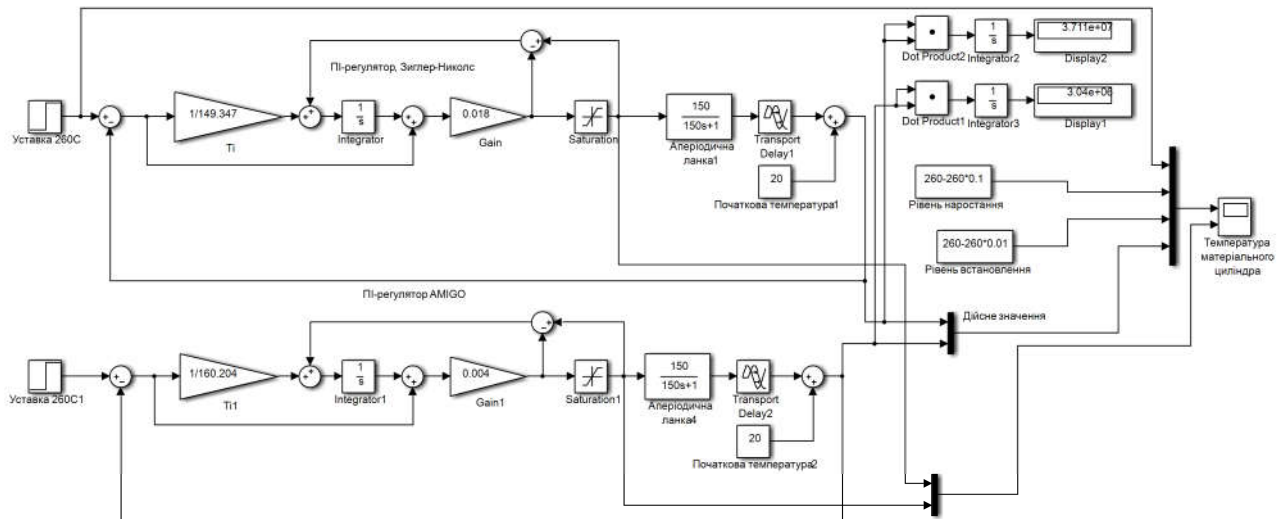 3.711e+07
1
s
ПІ-регулятор, Зиглер-Николс
Dot Product2
Integrator2
Display2
1/149.347
1
s
0.018
150
150s+1
1
s
3.04e+06
Уставка 260С
Ti
Integrator
Gain
Saturation
Аперіодична
ланка1
Transport
Delay1
Dot Product1
Integrator3
Display1
20
Початкова температура1
260-260*0.1
Рівень наростання
260-260*0.01
Рівень встановлення
Температура
матеріального
циліндра
ПІ-регулятор AMIGO
Дійсне значення
1/160.204
1
s
0.004
150
150s+1
Уставка 260С1
Ti1
Integrator1
Gain1
Saturation1
Аперіодична
ланка4
Transport
Delay2
20
Початкова температура2